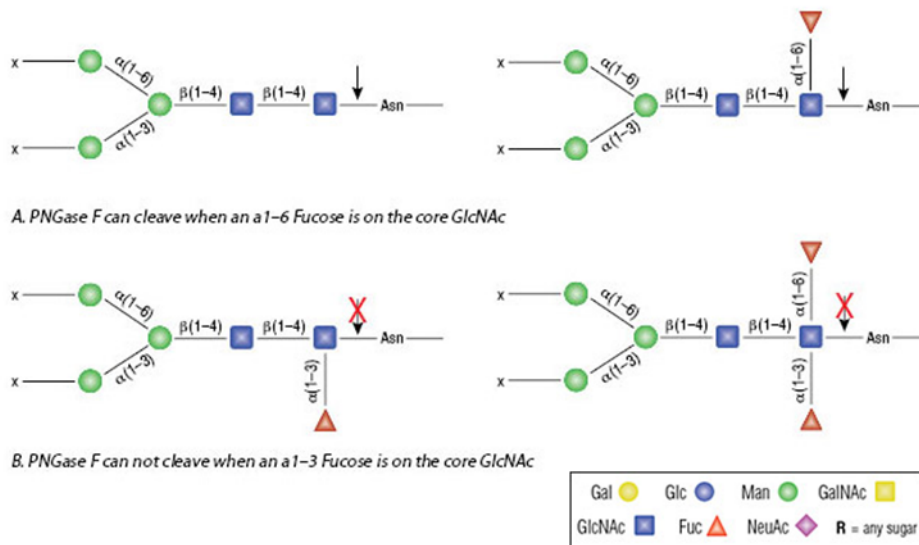 α(1–6)
x
α(1–6) β(1–4) β(1–4) Asn
x α(1–3)
x
α(1–6) β(1–4) β(1–4) Asn
x α(1–3)
A. PNGase F can cleave when an a1–6 Fucose is on the core GlcNAc
α(1–6)
x
α(1–6) X
β(1–4) β(1–4) Asn
x α(1–3)
α(1–3)
x
α(1–6) X
β(1–4) β(1–4) Asn
x α(1–3)
α(1–3)
B. PNGase F can not cleave when an a1–3 Fucose is on the core GlcNAc
Gal Glc Man GalNAc
GlcNAc Fuc NeuAc R = any sugar